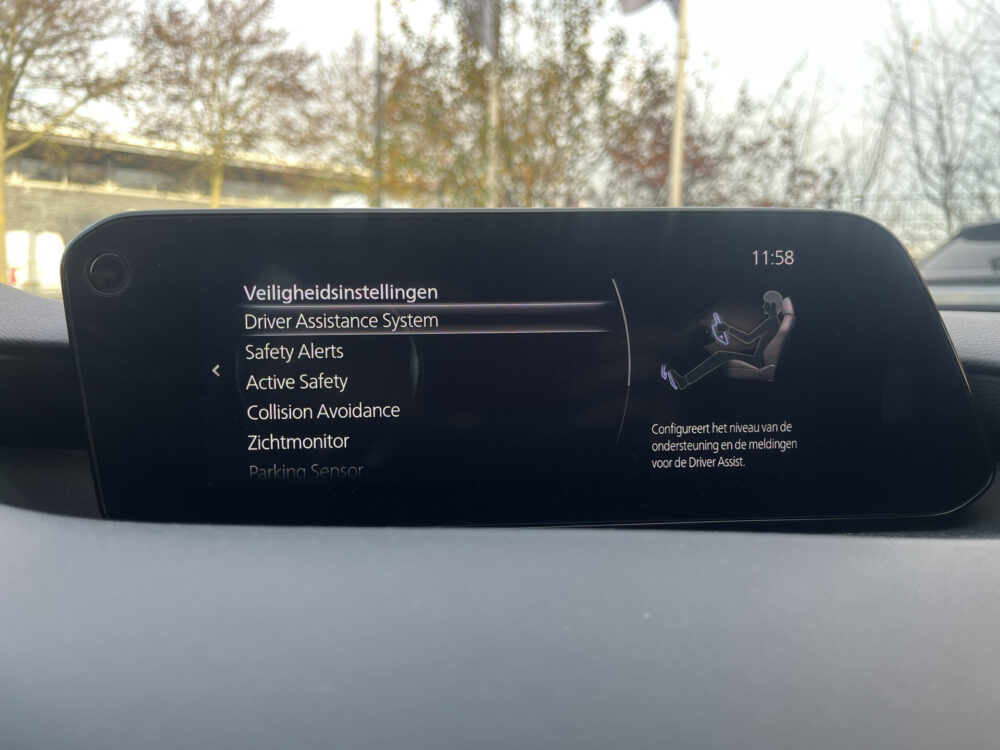 11:58
Veiligheidsinstellingen
Driver Assistance System
Safety Alerts
Active Safety
Collision Avoidance
Zichtmonitor
Parking Sensor
Configureert het niveau van de
ondersteuning en de meldingen
voor de Driver Assist.